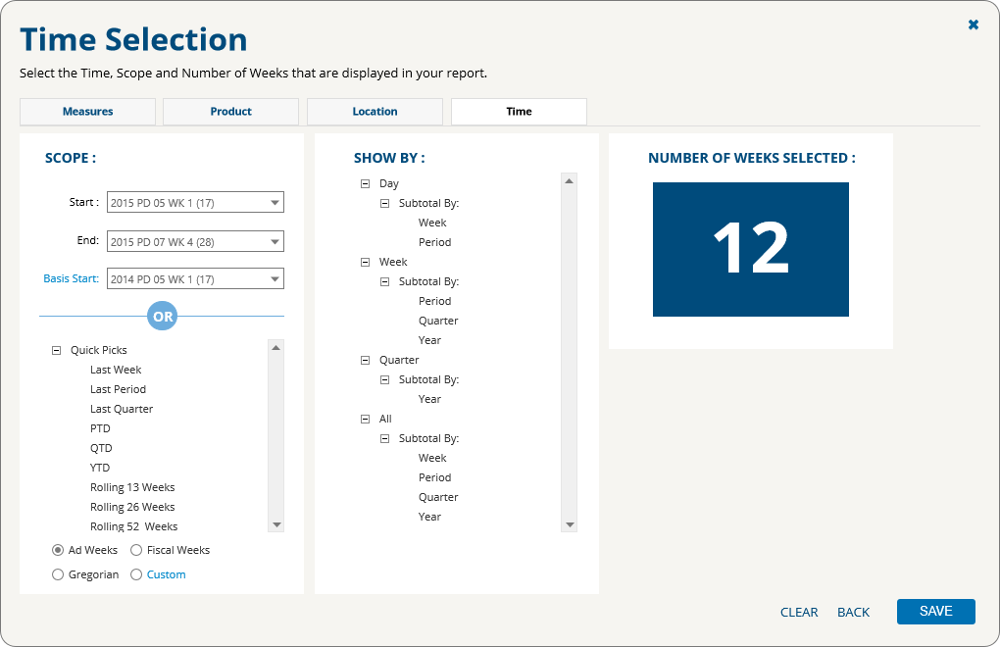 Time Selection
Select the Time, Scope and Number of Weeks that are displayed in your report.
Measures
Product
Location
Time
SCOPE :
Start :
2015 PD 05 WK 1 (17)
End:
2015 PD 07 WK 4 (28)
Basis Start:
2014 PD 05 WK 1 (17)
OR
Quick Picks
Last Week
Last Period
Last Quarter
PTD
QTD
YTD
Rolling 13 Weeks
Rolling 26 Weeks
Rolling 52 Weeks
Ad Weeks
Fiscal Weeks
Gregorian
Custom
SHOW BY :
Day
Subtotal By:
Week
Period
Week
Subtotal By:
Period
Quarter
Year
Quarter
Subtotal By:
Year
All
Subtotal By:
Week
Period
Quarter
Year
NUMBER OF WEEKS SELECTED :
12
CLEAR
BACK
SAVE